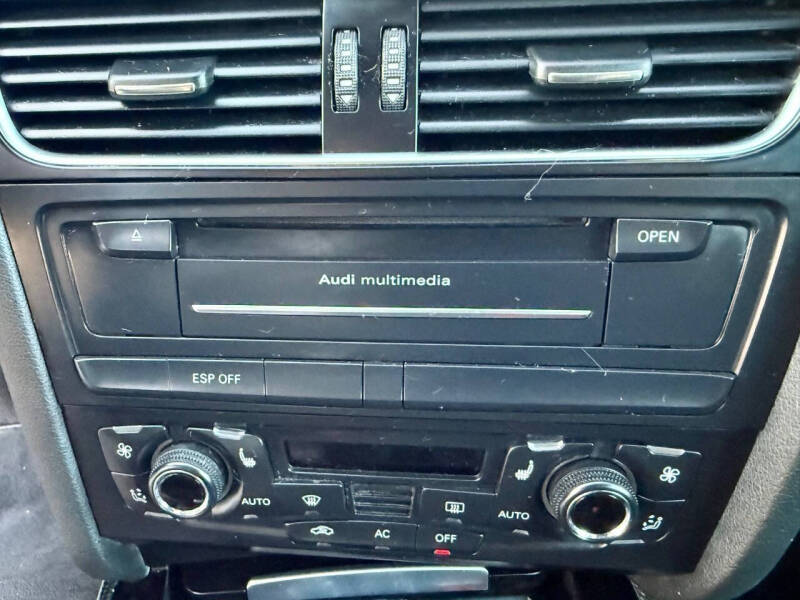 OPEN
Audi multimedia
ESP OFF
AUTO
AUTO
AC
OFF